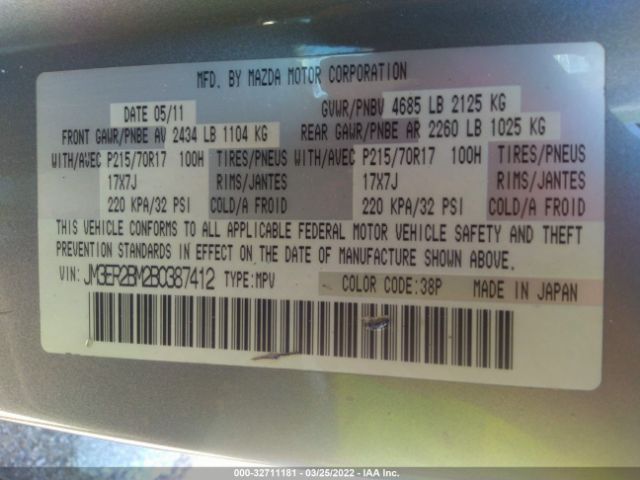 MFD. BY MAZDA MOTOR CORPORATION
DATE 05/11 GVWR/PNBV 4685 LB 2125 KG
FRONT GAWR/PNBE AV 2434 LB 1104 KG REAR GAWR/PNBE AR 2260 LB 1025 KG
WITH/AVEC P215/70R17 100H TIRES/PNEUS WITH/AVEC P215/70R17 100H TIRES/PNEUS
17X7J RIMS/JANTES 17X7J RIMS/JANTES
220 KPA/32 PSI COLD/A FROID 220 KPA/32 PSI COLD/A FROID
THIS VEHICLE CONFORMS TO ALL APPLICABLE FEDERAL MOTOR VEHICLE SAFETY AND THEFT
PREVENTION STANDARDS IN EFFECT ON THE DATE OF MANUFACTURE SHOWN ABOVE.
VIN: JM3ER2BM2B0387412 TYPE: MPV COLOR CODE:38P MADE IN JAPAN
000-32711181 - 03/25/2022 - IAA Inc.